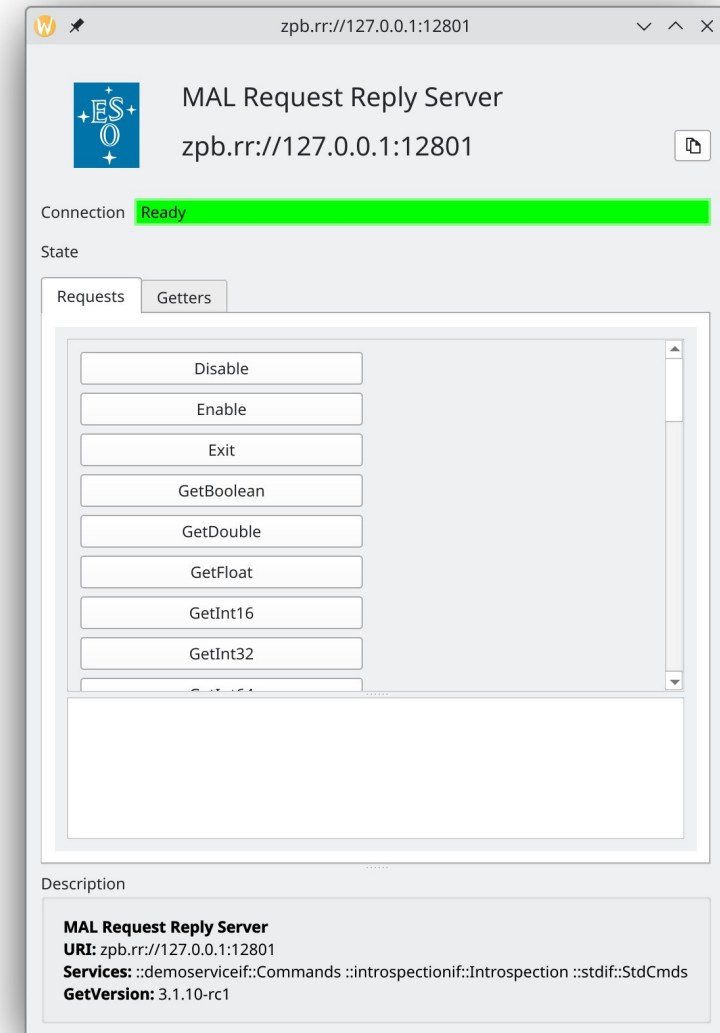 W
zpb.rr://127.0.0.1:12801
ESO
MAL Request Reply Server
zpb.rr://127.0.0.1:12801
Connection Ready
State
Requests Getters
Disable
Enable
Exit
GetBoolean
GetDouble
GetFloat
GetInt16
GetInt32
GetInt64
Description
MAL Request Reply Server
URI: zpb.rr://127.0.0.1:12801
Services: ::demoserviceif::Commands ::introspectionif::Introspection ::stdif::StdCmds
GetVersion: 3.1.10-rc1